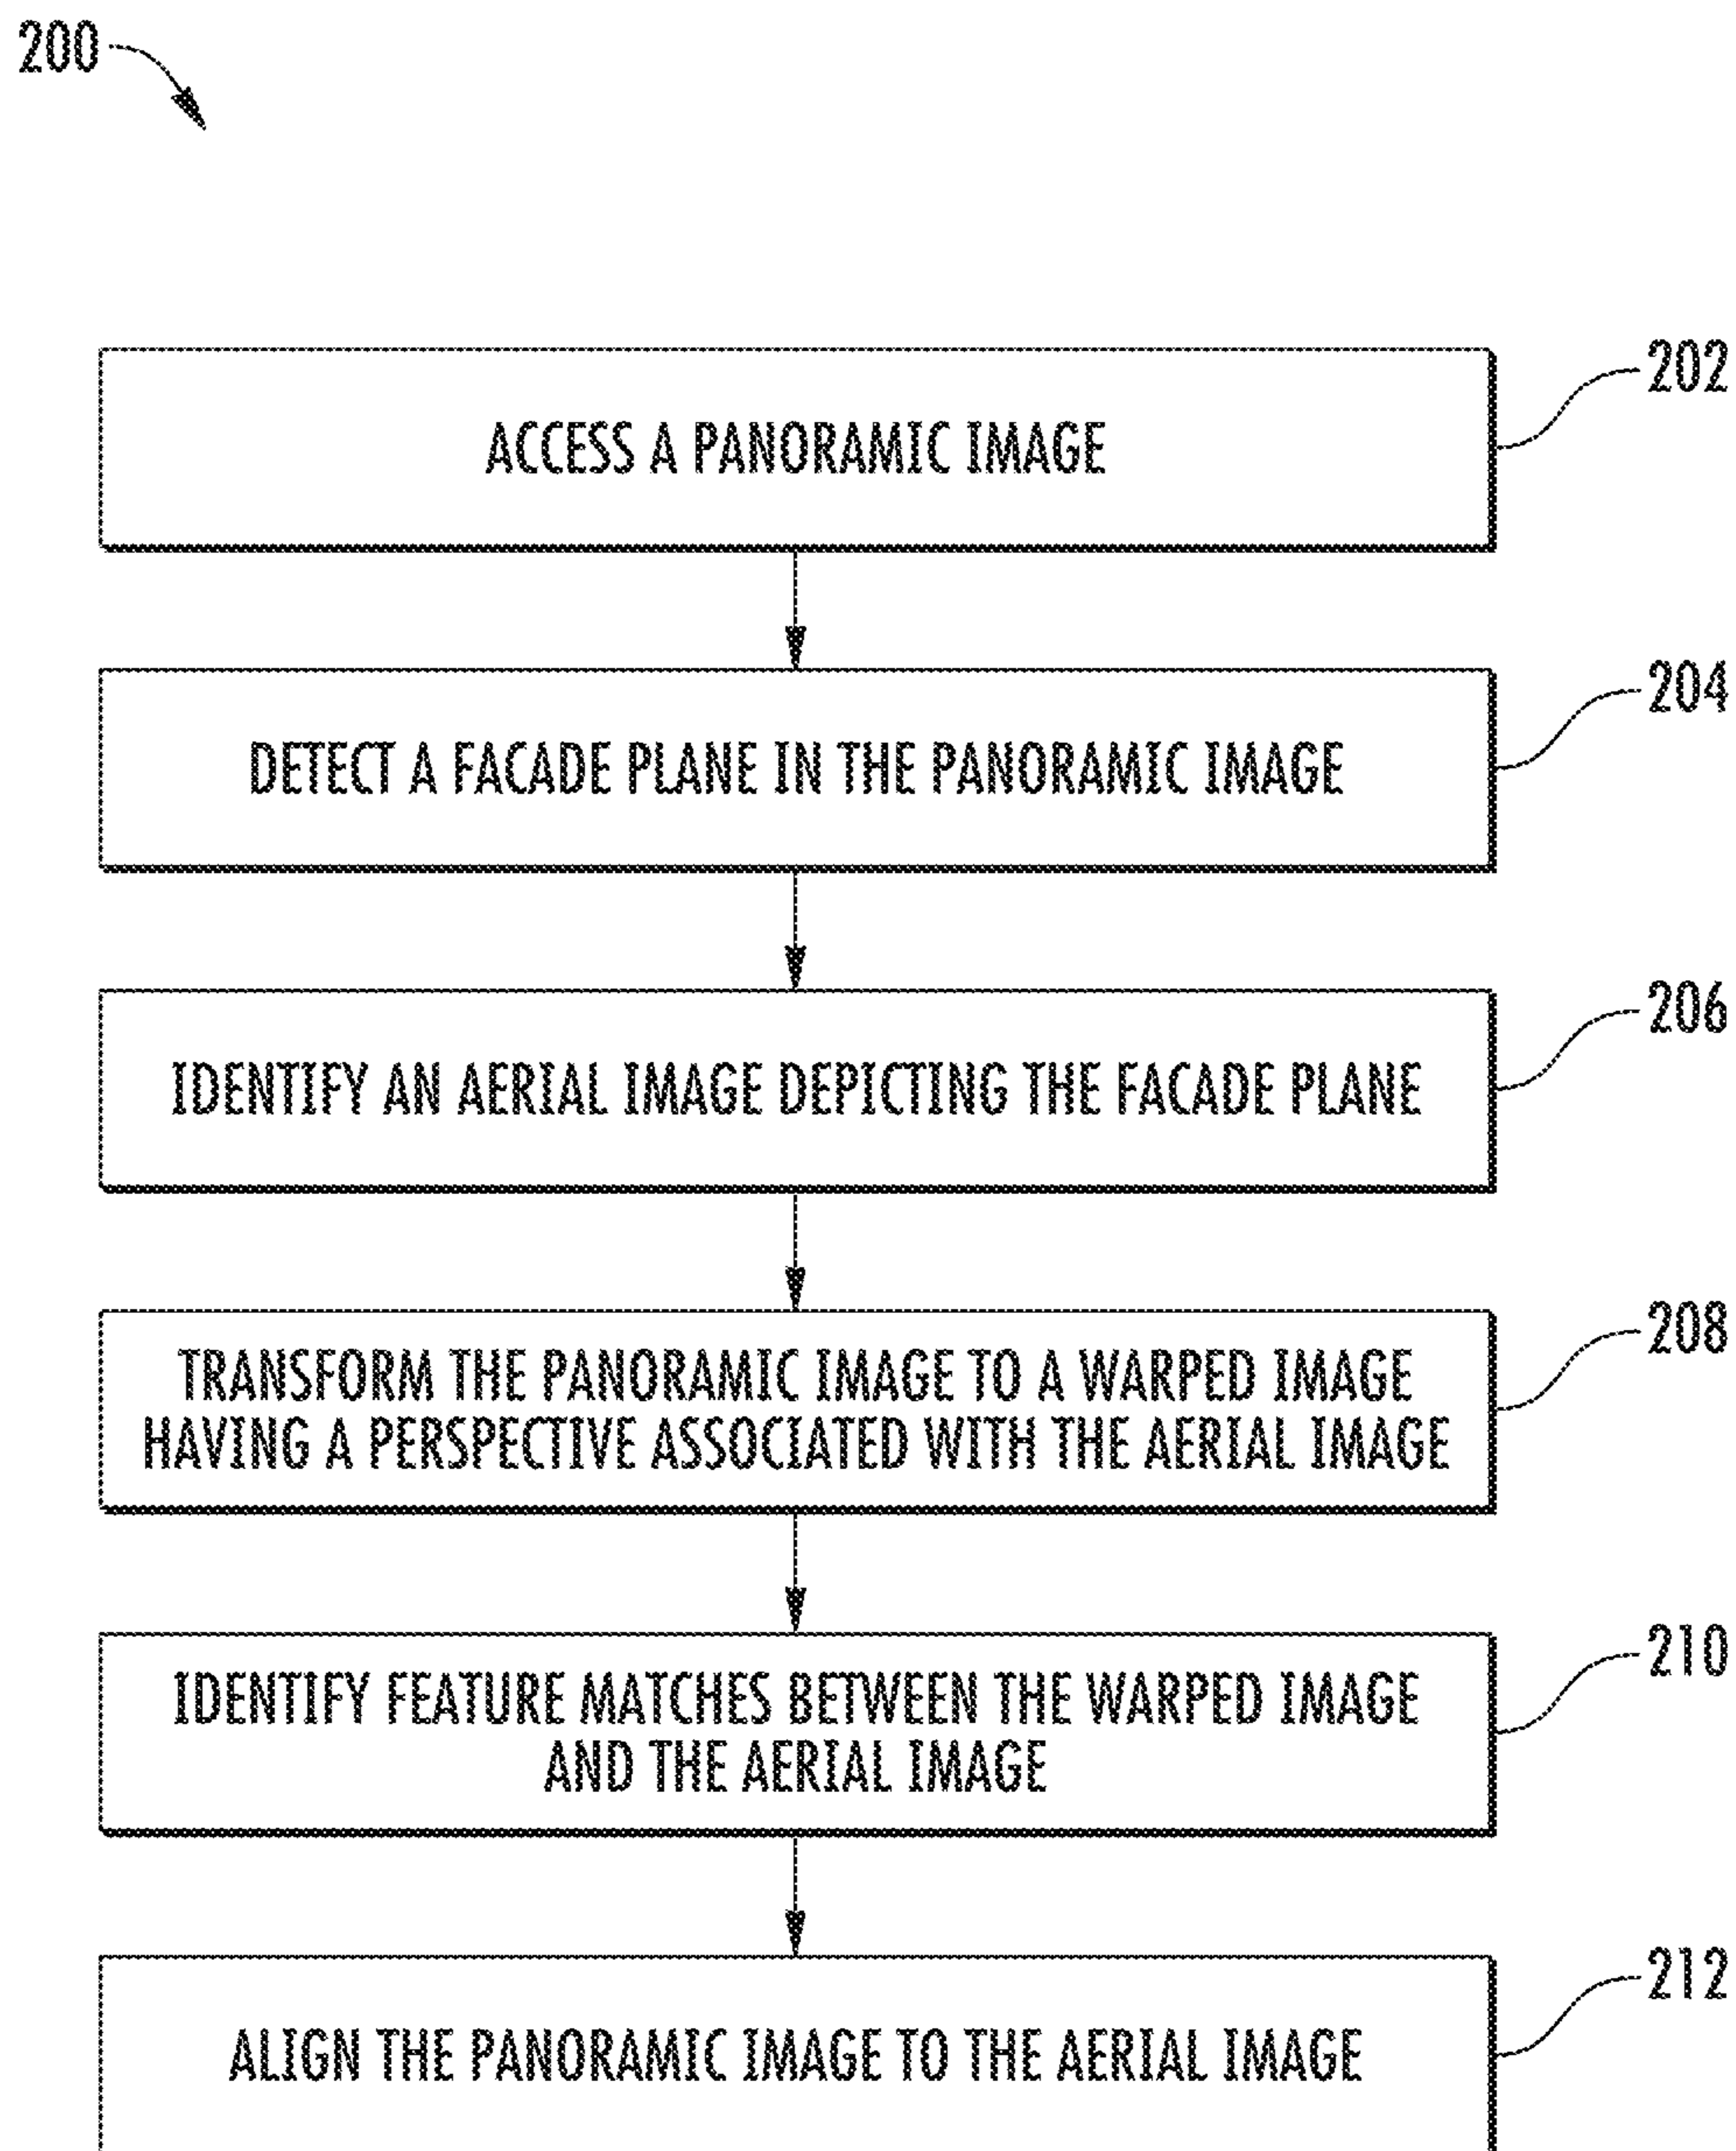 200
ACCESS A PANORAMIC IMAGE
202
DETECT A FACADE PLANE IN THE PANORAMIC IMAGE
204
IDENTIFY AN AERIAL IMAGE DEPICTING THE FACADE PLANE
206
TRANSFORM THE PANORAMIC IMAGE TO A WARPED IMAGE
HAVING A PERSPECTIVE ASSOCIATED WITH THE AERIAL IMAGE
208
IDENTIFY FEATURE MATCHES BETWEEN THE WARPED IMAGE
AND THE AERIAL IMAGE
210
ALIGN THE PANORAMIC IMAGE TO THE AERIAL IMAGE
212